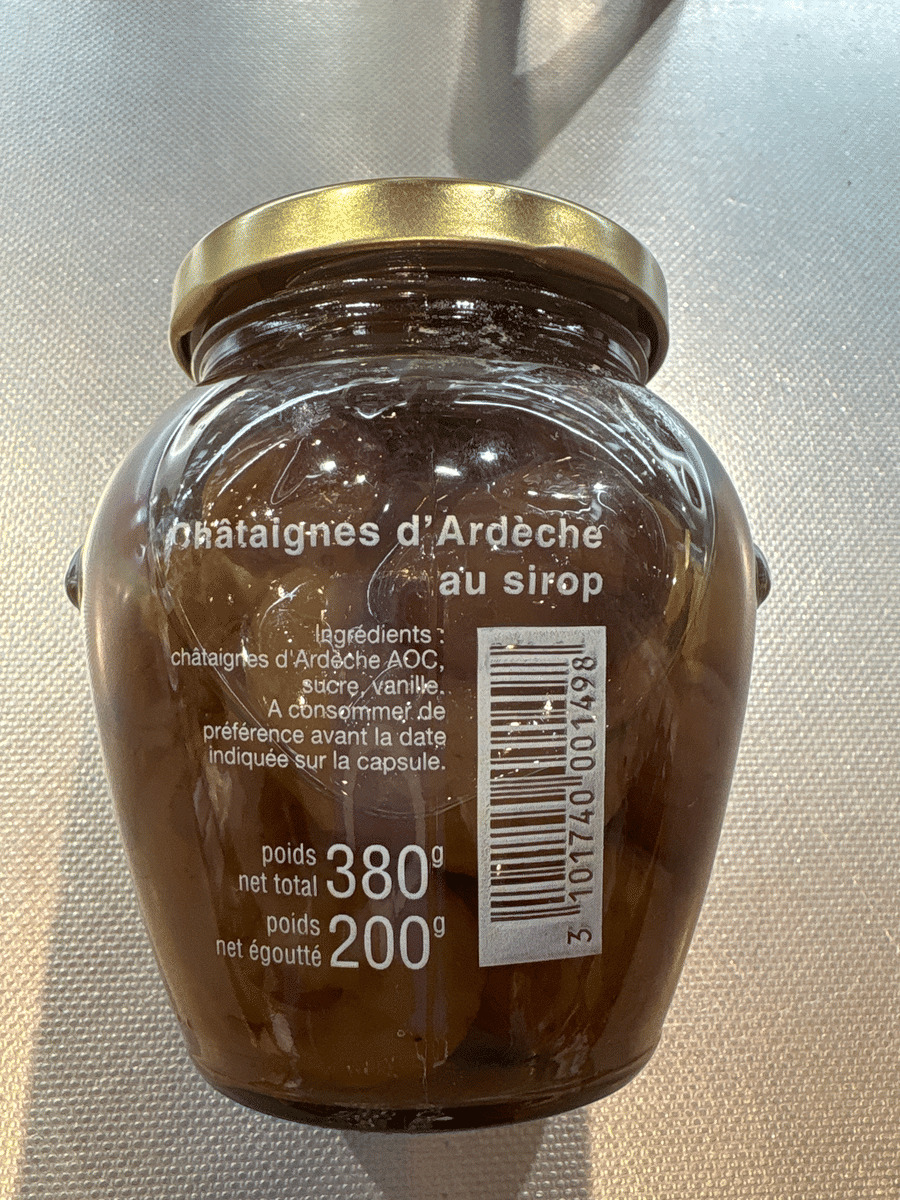 Châtaignes d'Ardèche
au sirop
Ingrédients :
châtaignes d'Ardèche AOC,
sucre, vanille.
A consommer de
préférence avant la date
indiquée sur la capsule.
poids
net total 380g
poids
net égoutté 200g
3 101740 001498